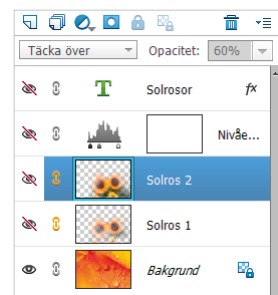 Täcka över Opacitet: 60%
T Solrosor fx
Nivåe...
Solros 2
Solros 1
Bakgrund